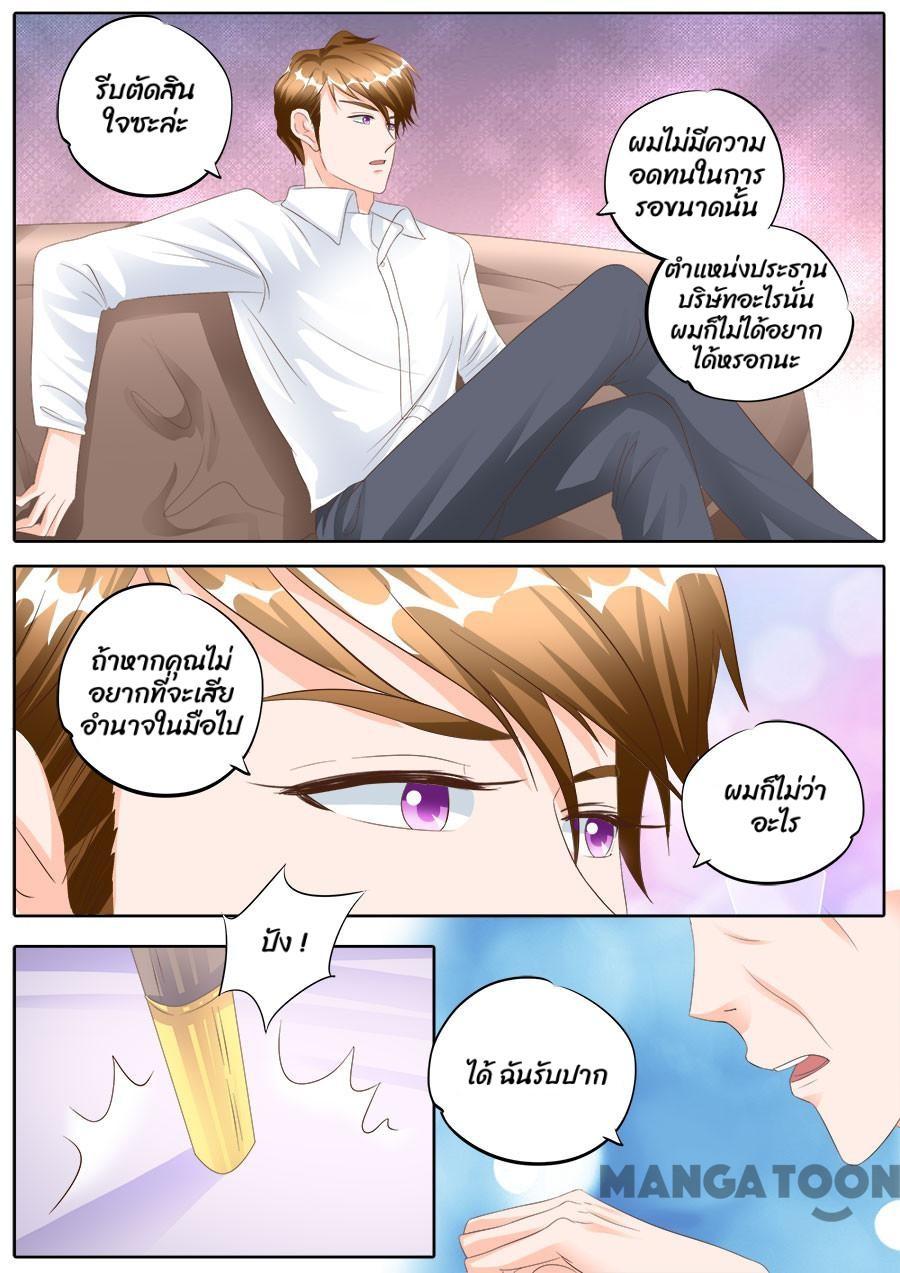 รีบตัดสิน
ใจซะล่ะ
ผมไม่มีความ
อดทนในการ
รอขนาดนั้น
ตำแหน่งประธาน
บริษัทอะไรนั่น
ผมก็ไม่ได้อยาก
ได้หรอกนะ
ถ้าหากคุณไม่
อยากที่จะเสีย
อำนาจในมือไป
ผมก็ไม่ว่า
อะไร
ปัง !
ได้ ฉันรับปาก
MANGATOON